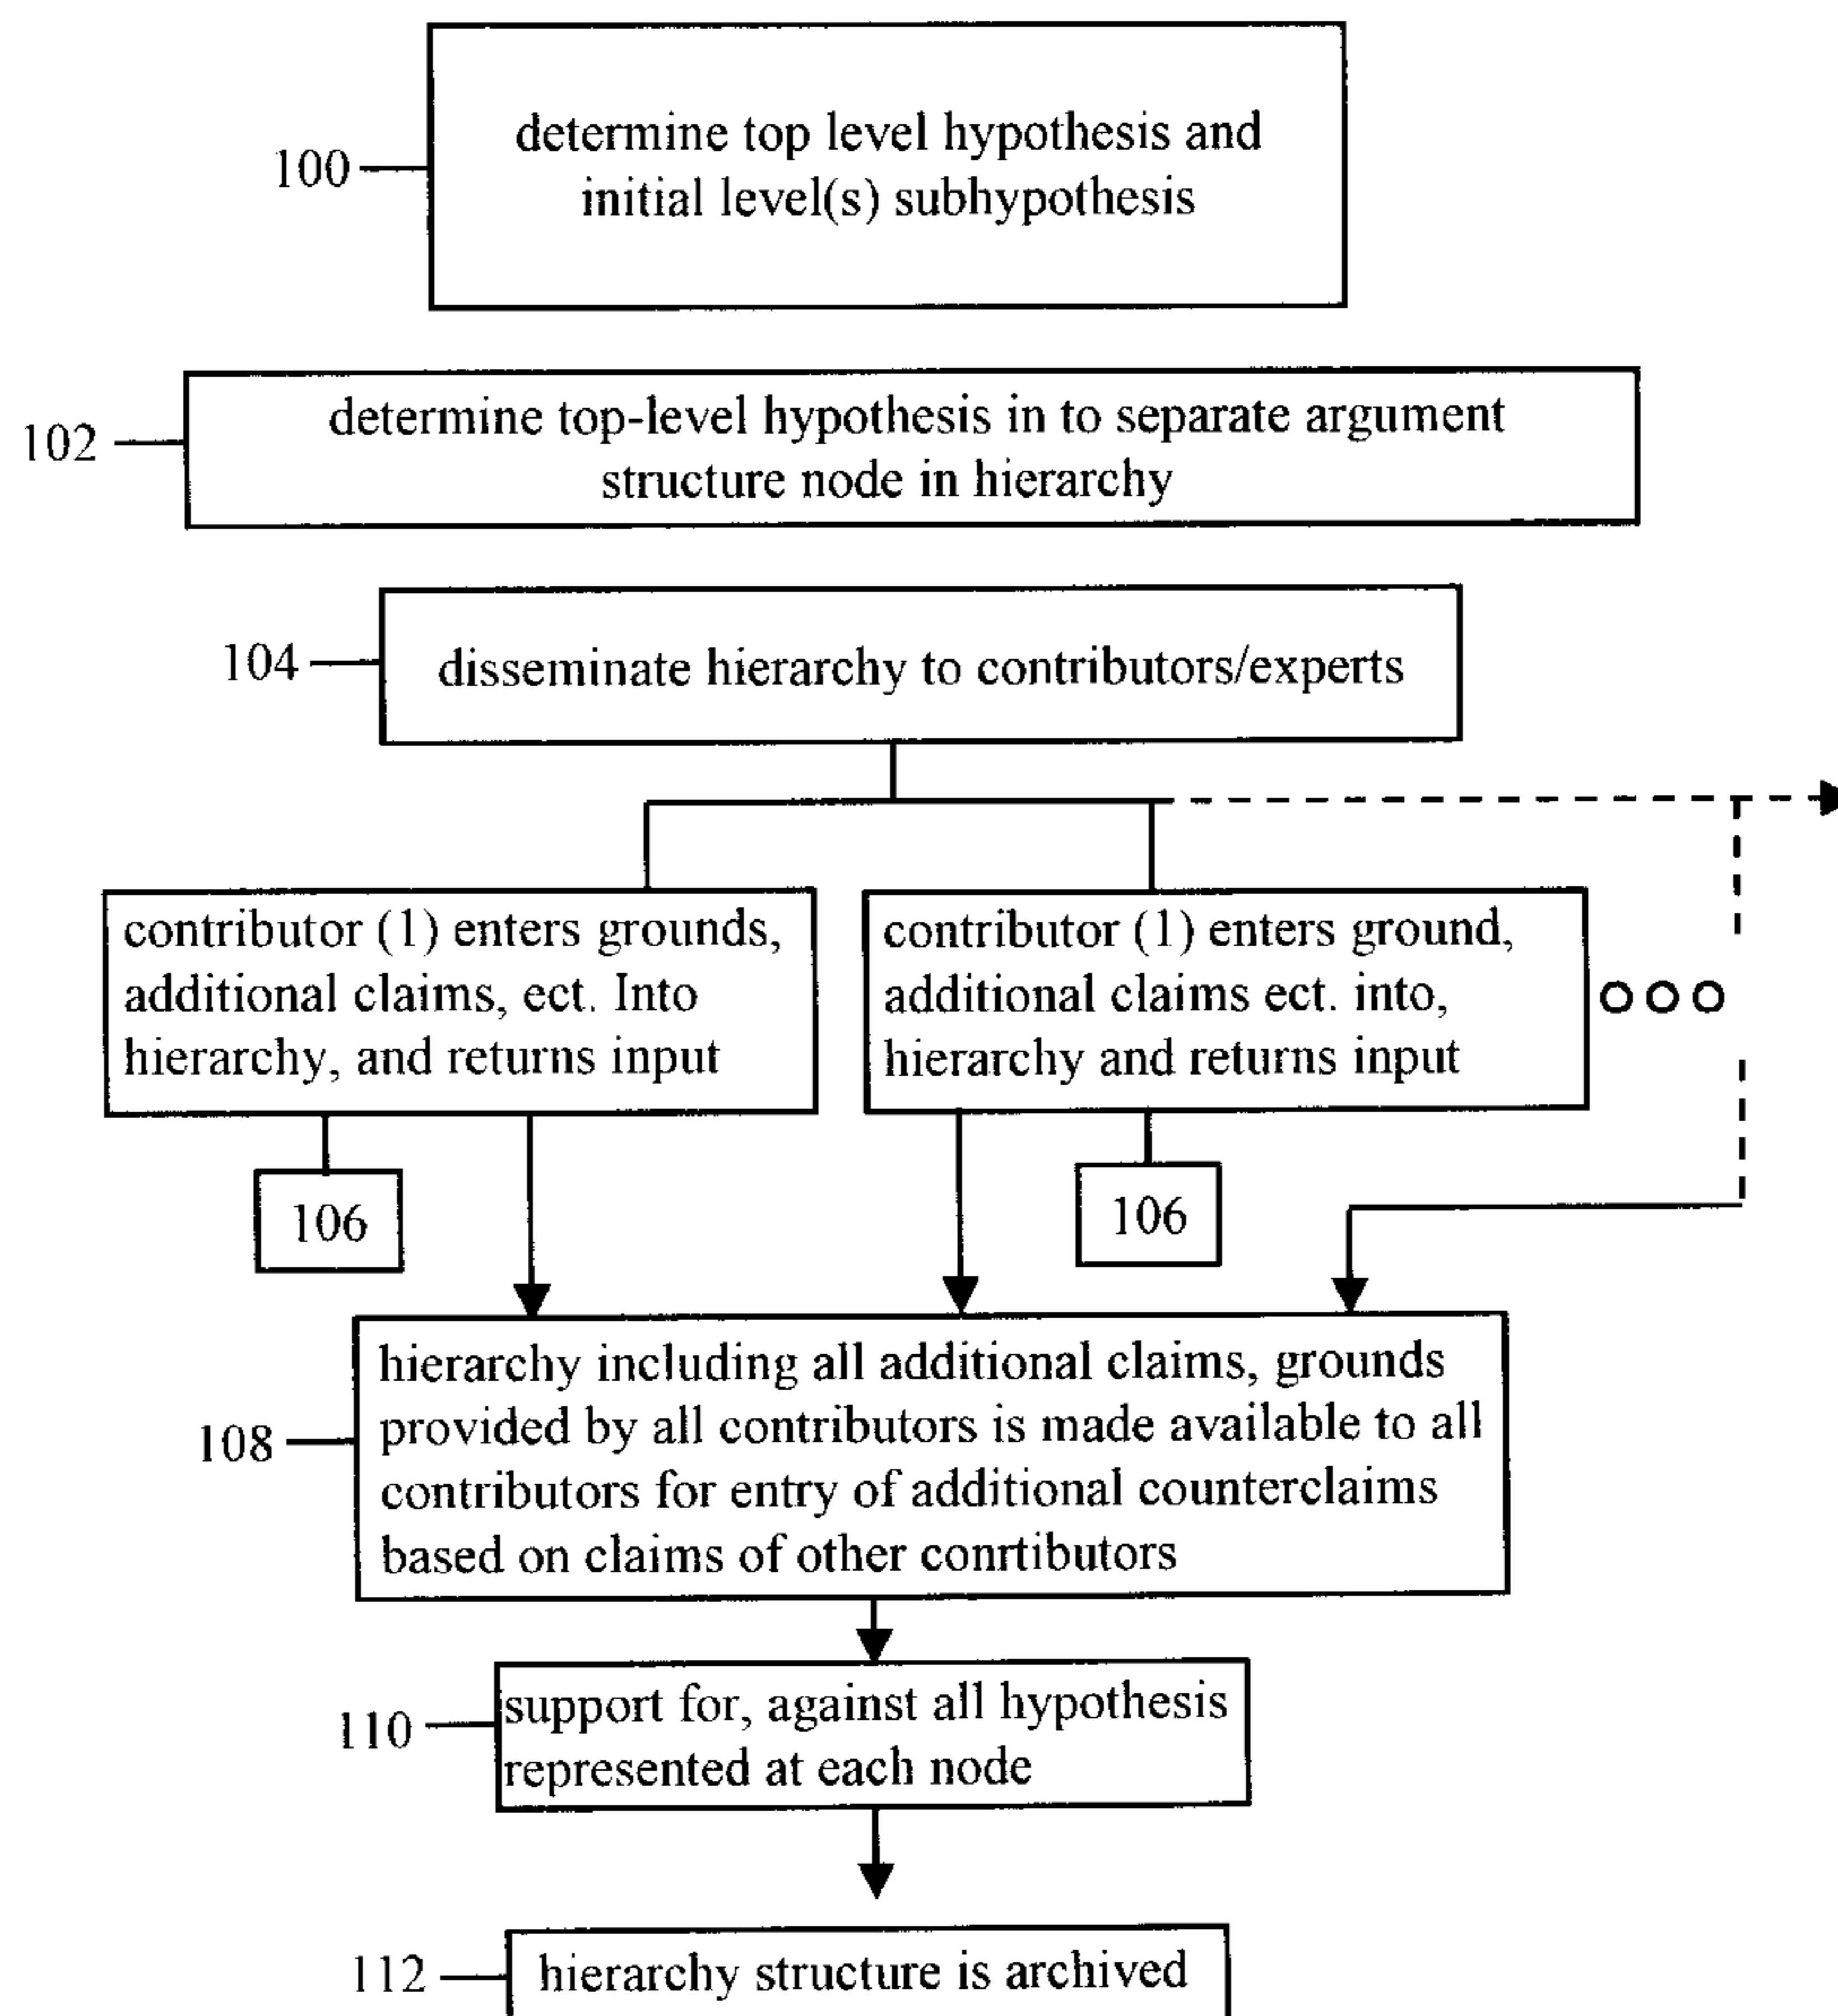 determine top level hypothesis and
100
initial level(s) subhypothesis
determine top-level hypothesis in to separate argument
102
structure node in hierarchy
104
disseminate hierarchy to contributors/experts
contributor (1) enters grounds,
additional claims, ect. Into
hierarchy, and returns input
contributor (1) enters ground,
additional claims ect. into,
hierarchy and returns input
106
106
hierarchy including all additional claims, grounds
provided by all contributors is made available to all
108
contributors for entry of additional counterclaims
based on claims of other conrtibutors
support for, against all hypothesis
110
represented at each node
112
hierarchy structure is archived